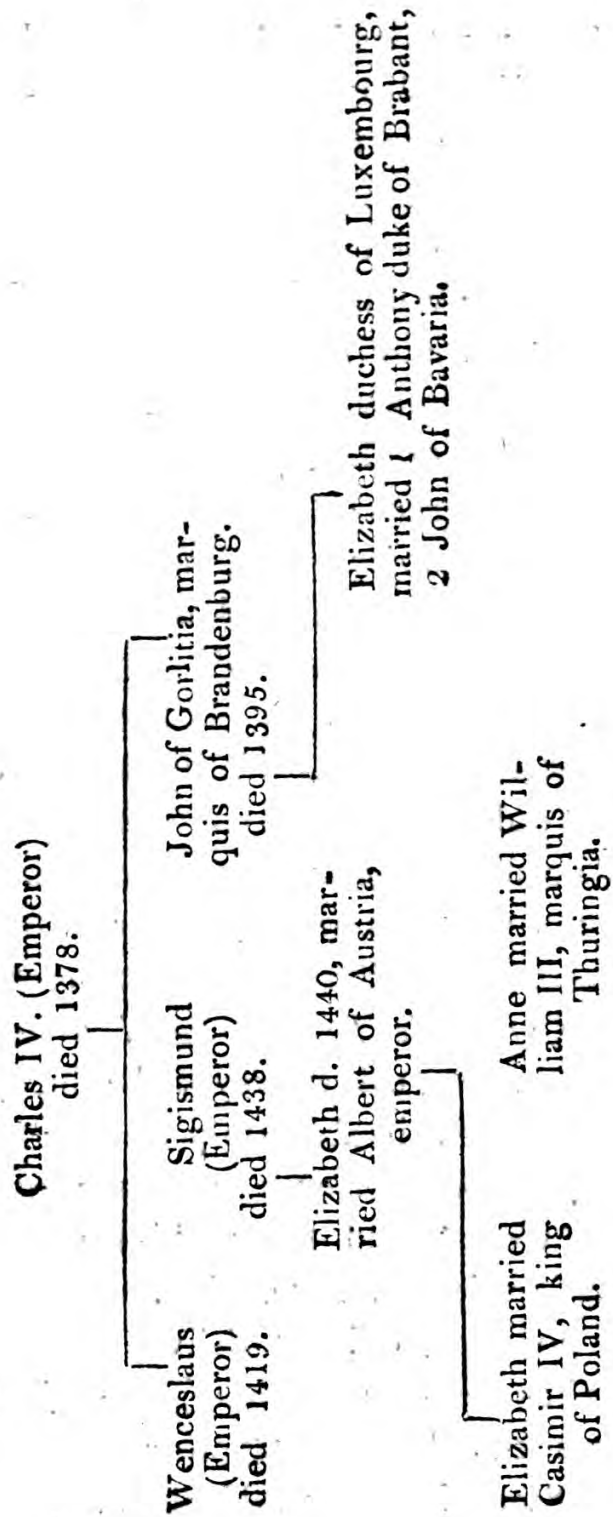 Charles IV. (Emperor)
died 1378.
Wenceslaus
(Emperor)
died 1419.
Sigismund
(Emperor)
died 1438.
John of Gorlitia, mar-
quis of Brandenburg.
died 1395.
Elizabeth d. 1440, mar-
ried Albert of Austria,
emperor.
Elizabeth duchess of Luxembourg,
married 1 Anthony duke of Brabant,
2 John of Bavaria.
Elizabeth married
Casimir IV, king
of Poland.
Anne married Wil-
liam III, marquis of
Thuringia.